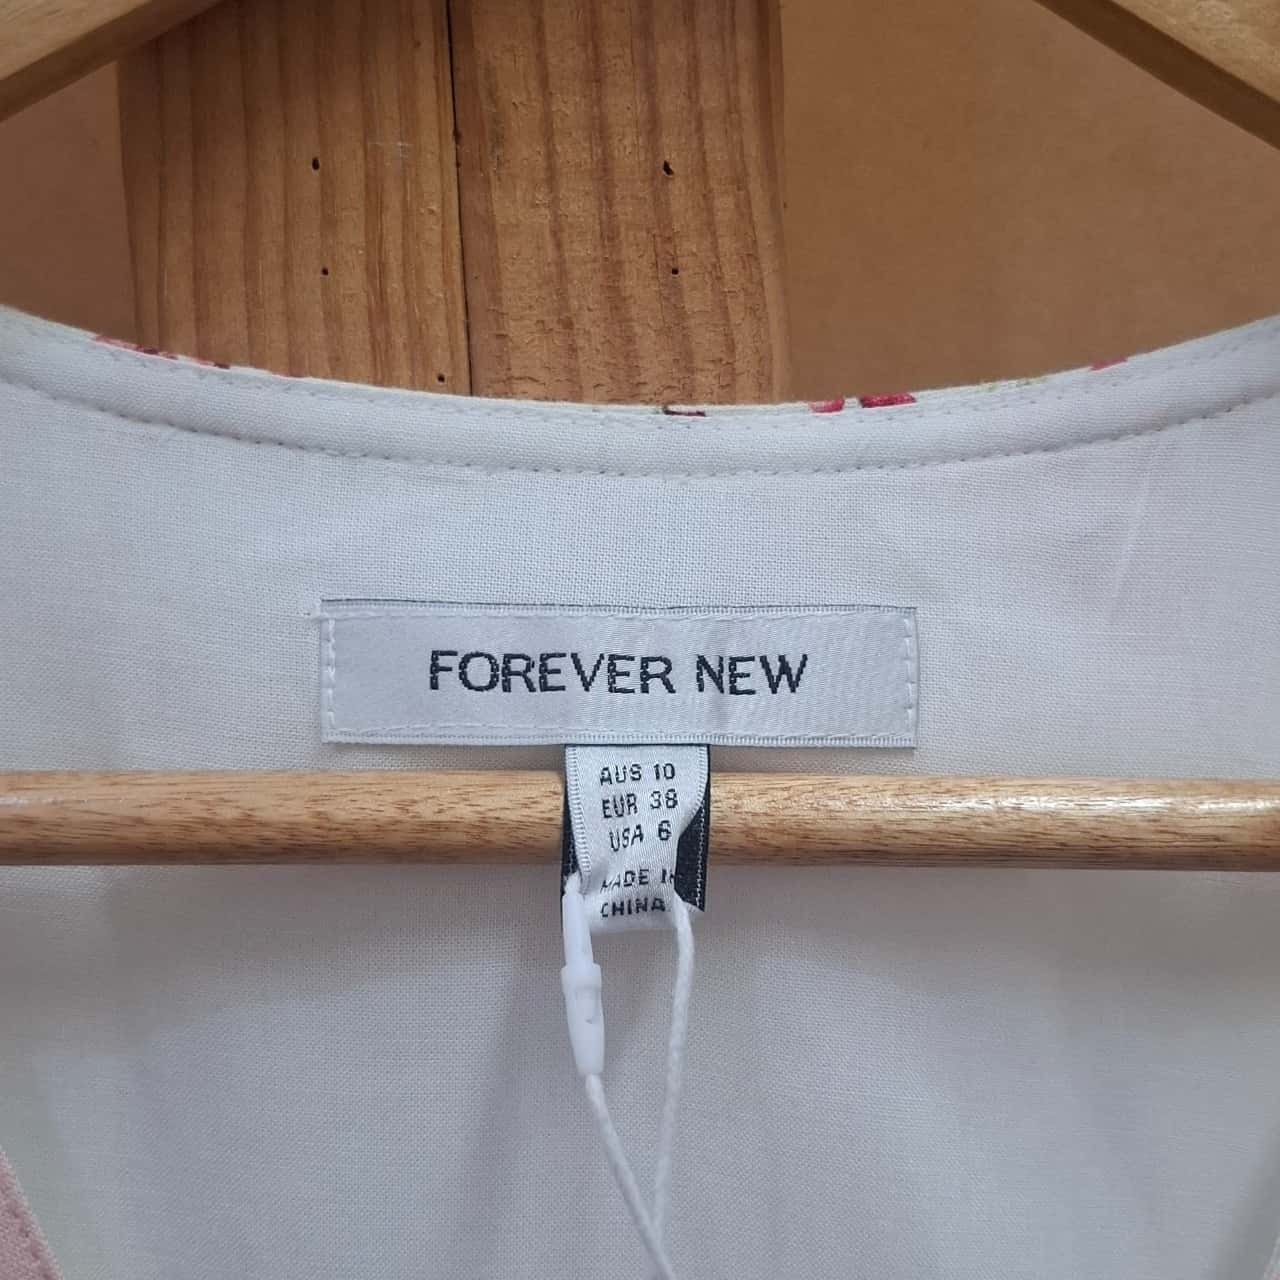 FOREVER NEW
AUS 10
EUR 38
USA 6
MADE IN
CHINA